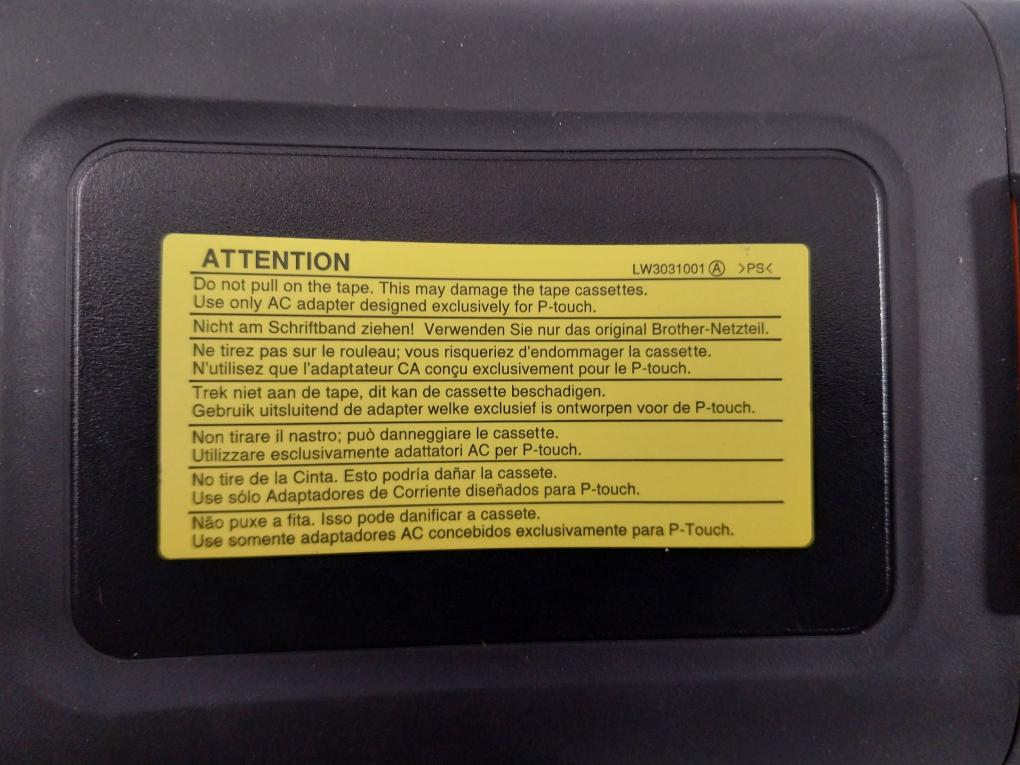 ATTENTION LW3031001 Ⓐ >PS<
Do not pull on the tape. This may damage the tape cassettes.
Use only AC adapter designed exclusively for P-touch.
Nicht am Schriftband ziehen! Verwenden Sie nur das original Brother-Netzteil.
Ne tirez pas sur le rouleau; vous risqueriez d'endommager la cassette.
N'utilisez que l'adaptateur CA conçu exclusivement pour le P-touch.
Trek niet aan de tape, dit kan de cassette beschadigen.
Gebruik uitsluitend de adapter welke exclusief is ontworpen voor de P-touch.
Non tirare il nastro; può danneggiare le cassette.
Utilizzare esclusivamente adattatori AC per P-touch.
No tire de la Cinta. Esto podría dañar la cassete.
Use sólo Adaptadores de Corriente diseñados para P-touch.
Não puxe a fita. Isso pode danificar a cassete.
Use somente adaptadores AC concebidos exclusivamente para P-Touch.